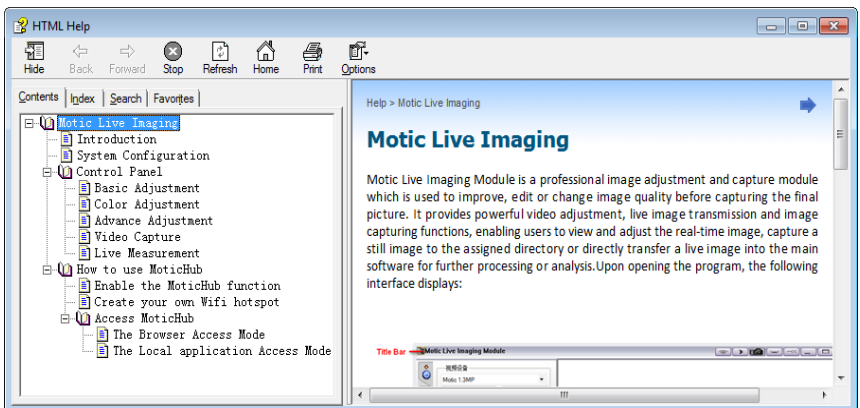 HTML Help
Hide Back Forward Stop Refresh Home Print Options
Contents Index Search Favorites
Motic Live Imaging
Introduction
System Configuration
Control Panel
Basic Adjustment
Color Adjustment
Advance Adjustment
Video Capture
Live Measurement
How to use MoticHub
Enable the MoticHub function
Create your own Wifi hotspot
Access MoticHub
The Browser Access Mode
The Local application Access Mode
Help > Motic Live Imaging
Motic Live Imaging
Motic Live Imaging Module is a professional image adjustment and capture module
which is used to improve, edit or change image quality before capturing the final
picture. It provides powerful video adjustment, live image transmission and image
capturing functions, enabling users to view and adjust the real-time image, capture a
still image to the assigned directory or directly transfer a live image into the main
software for further processing or analysis.Upon opening the program, the following
interface displays:
Title Bar
Motic Live Imaging Module
视频设备
Motic 1.3MP